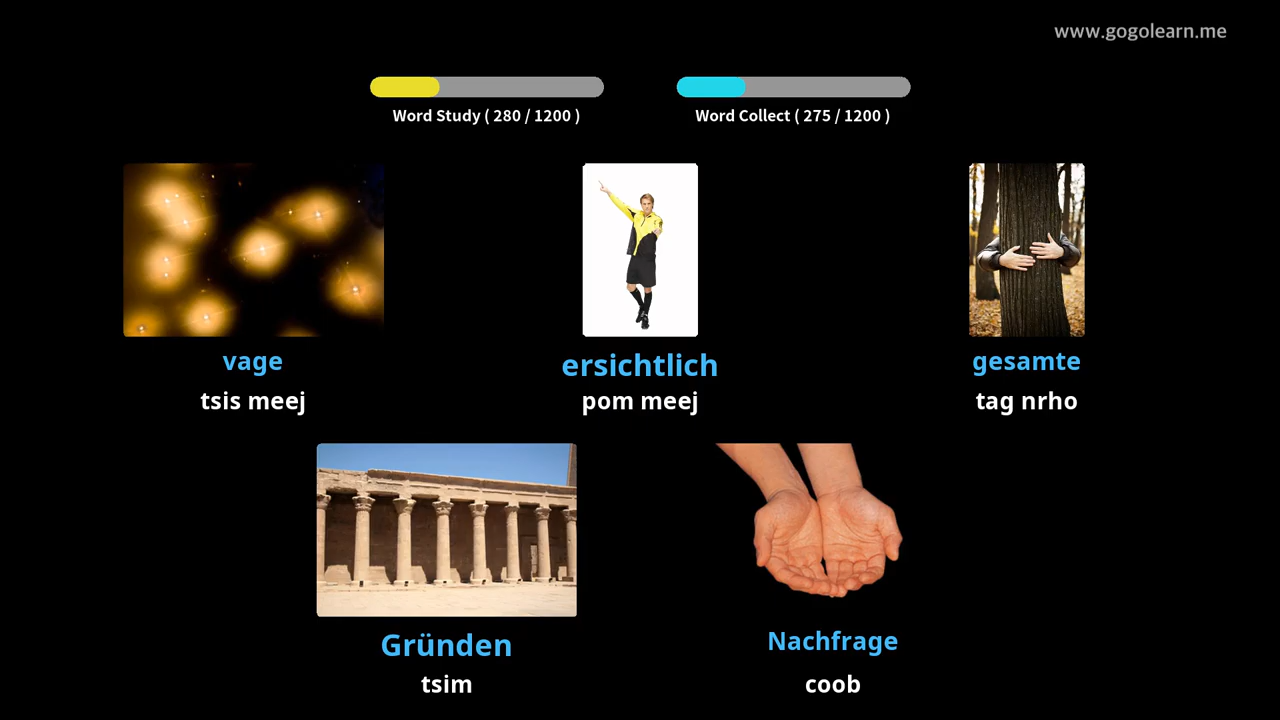 www.gogolearn.me
Word Study ( 280 / 1200 )
Word Collect ( 275 / 1200 )
vage
tsis meej
ersichtlich
pom meej
gesamte
tag nrho
Gründen
tsim
Nachfrage
coob